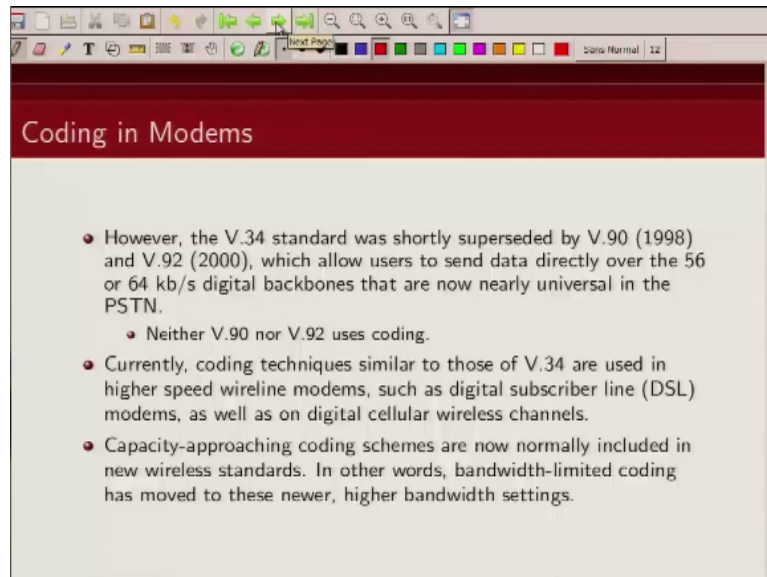 T
Next Page
Sans Normal 12
Coding in Modems
However, the V.34 standard was shortly superseded by V.90 (1998)
and V.92 (2000), which allow users to send data directly over the 56
or 64 kb/s digital backbones that are now nearly universal in the
PSTN.
Neither V.90 nor V.92 uses coding.
Currently, coding techniques similar to those of V.34 are used in
higher speed wireline modems, such as digital subscriber line (DSL)
modems, as well as on digital cellular wireless channels.
Capacity-approaching coding schemes are now normally included in
new wireless standards. In other words, bandwidth-limited coding
has moved to these newer, higher bandwidth settings.